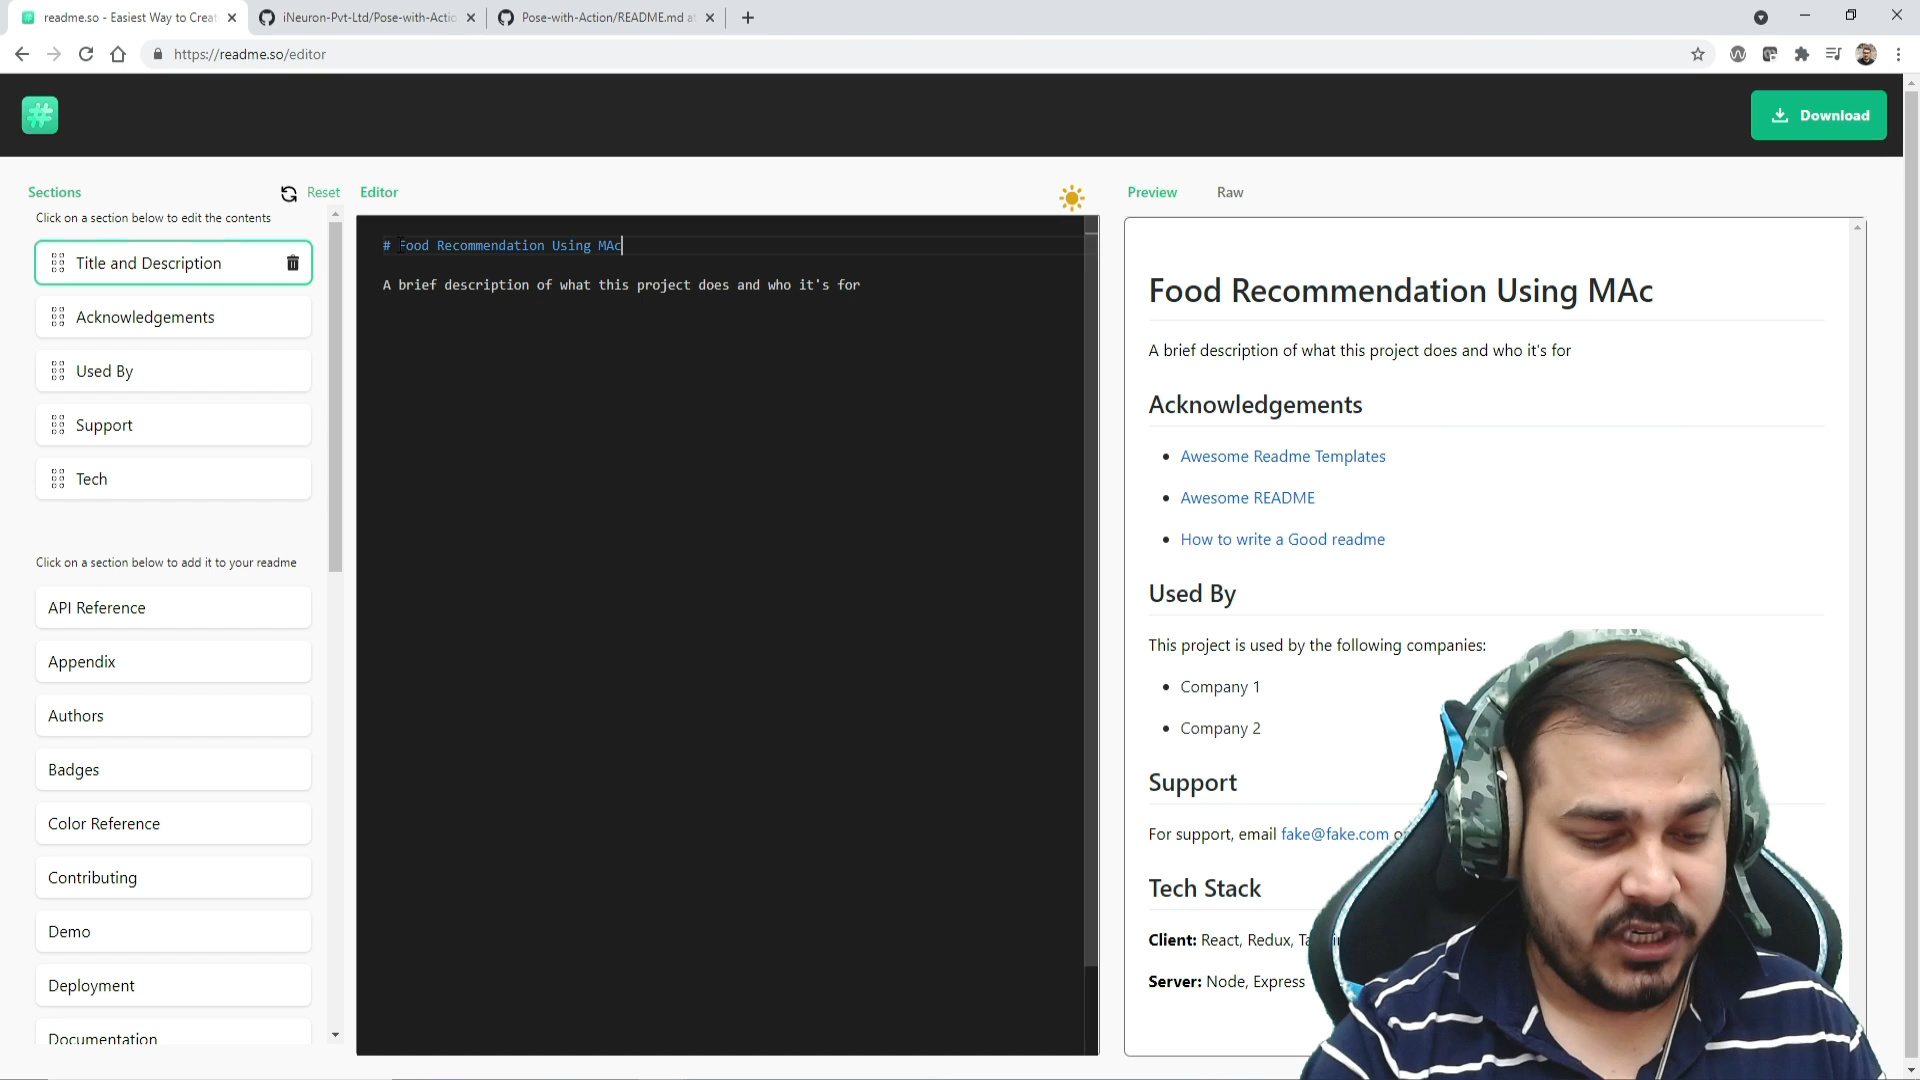 readme.so - Easiest Way to Creat
iNeuron-Pvt-Ltd/Pose-with-Actio
Pose-with-Action/README.md at
https://readme.so/editor
Download
Sections
Reset
Editor
Preview
Raw
Click on a section below to edit the contents
Title and Description
Acknowledgements
Used By
Support
Tech
Click on a section below to add it to your readme
API Reference
Appendix
Authors
Badges
Color Reference
Contributing
Demo
Deployment
Documentation
# Food Recommendation Using MAc
A brief description of what this project does and who it's for
Food Recommendation Using MAc
A brief description of what this project does and who it's for
Acknowledgements
Awesome Readme Templates
Awesome README
How to write a Good readme
Used By
This project is used by the following companies:
Company 1
Company 2
Support
For support, email fake@fake.com
Tech Stack
Client: React, Redux,
Server: Node, Express